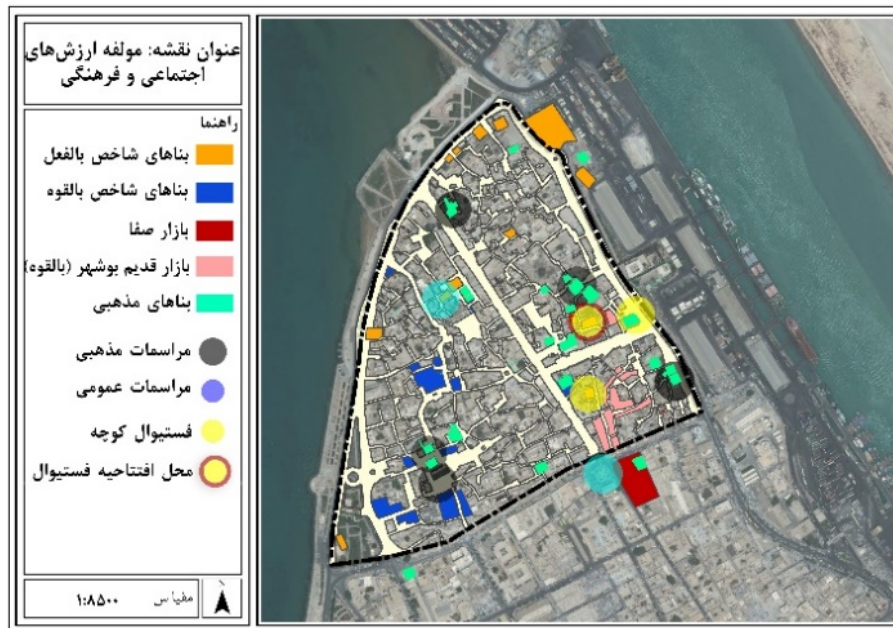 عنوان نقشه: مولفه ارزش‌های
اجتماعی و فرهنگی
راهنما
بناهای شاخص بالفعل
بناهای شاخص بالقوه
بازار صفا
بازار قدیم بوشهر (بالقوه)
بناهای مذهبی
مراسمات مذهبی
مراسمات عمومی
فستیوال کوچه
محل افتتاحیه فستیوال
مقیاس ۱:۸۵۰۰